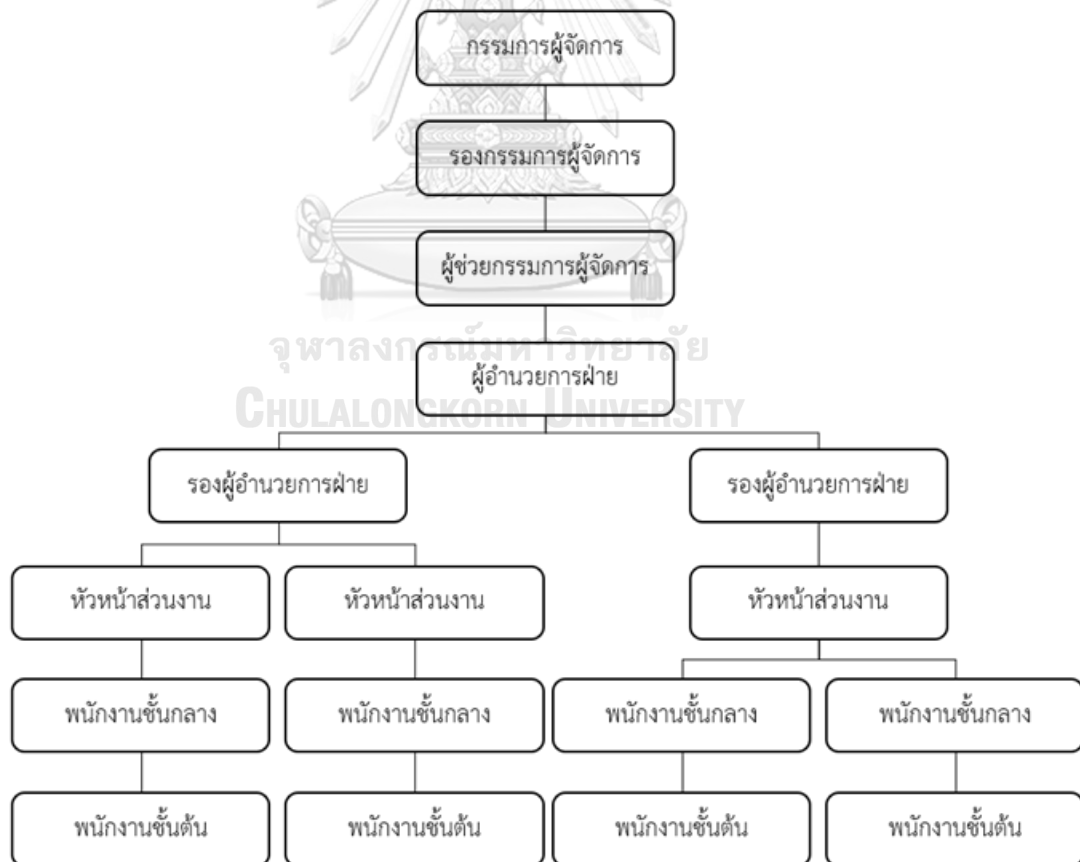 กรรมการผู้จัดการ
รองกรรมการผู้จัดการ
ผู้ช่วยกรรมการผู้จัดการ
จุฬาลงกรณ์มหาวิทยาลัย
ผู้อำนวยการฝ่าย
CHULALONGKORN UNIVERSITY
รองผู้อำนวยการฝ่าย
รองผู้อำนวยการฝ่าย
หัวหน้าส่วนงาน
หัวหน้าส่วนงาน
หัวหน้าส่วนงาน
พนักงานชั้นกลาง
พนักงานชั้นกลาง
พนักงานชั้นกลาง
พนักงานชั้นกลาง
พนักงานชั้นต้น
พนักงานชั้นต้น
พนักงานชั้นต้น
พนักงานชั้นต้น